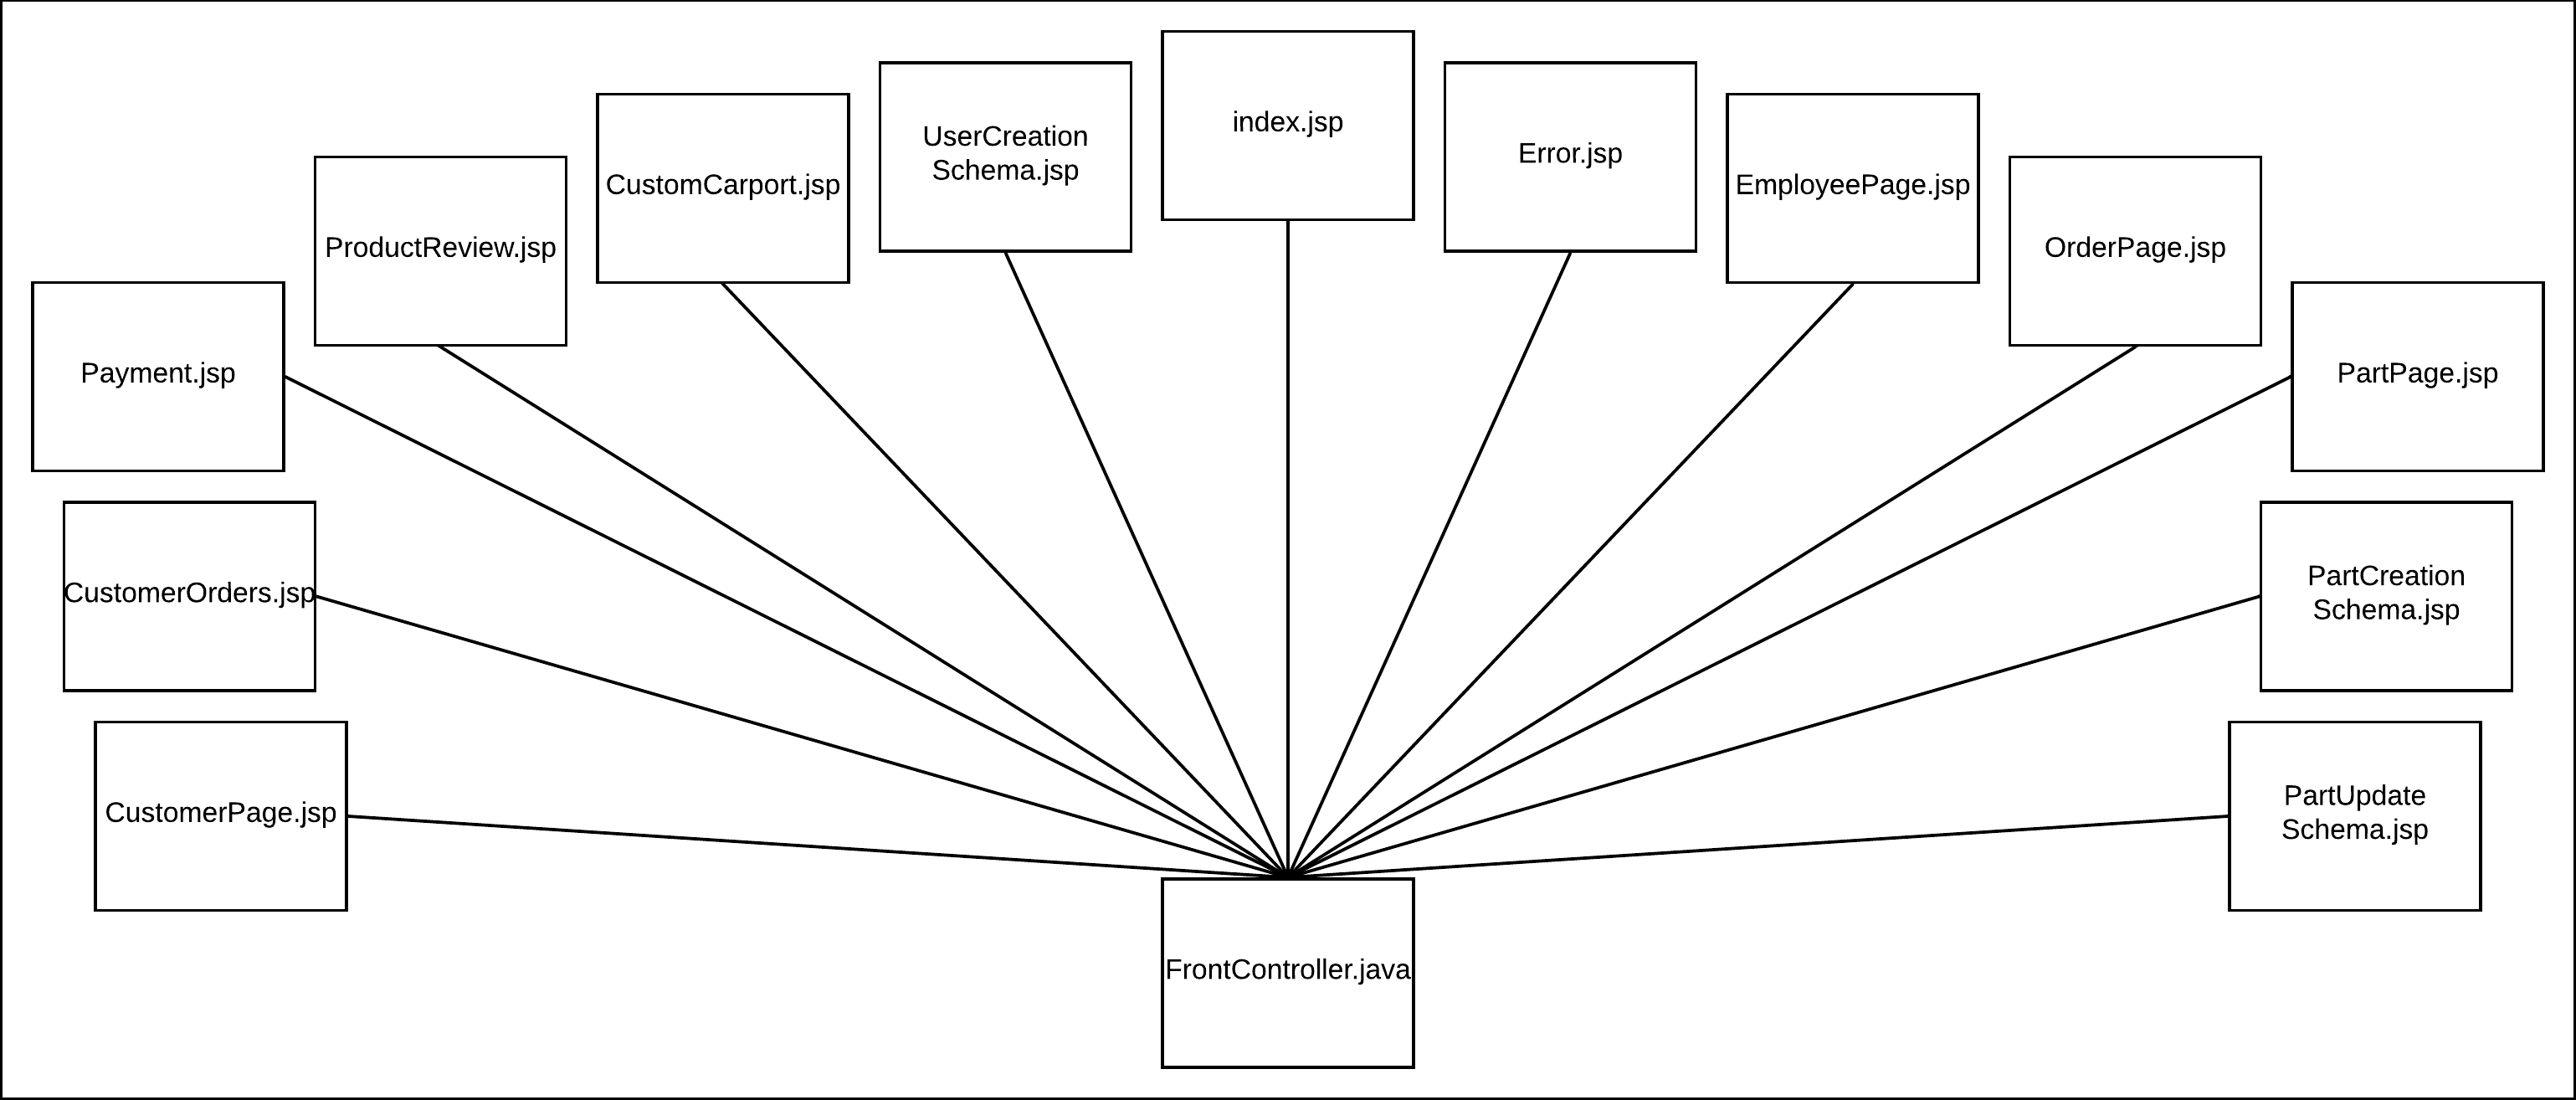 index.jsp
UserCreation
Schema.jsp
Error.jsp
CustomCarport.jsp
EmployeePage.jsp
ProductReview.jsp
OrderPage.jsp
Payment.jsp
PartPage.jsp
CustomerOrders.jsp
PartCreation
Schema.jsp
CustomerPage.jsp
PartUpdate
Schema.jsp
FrontController.java